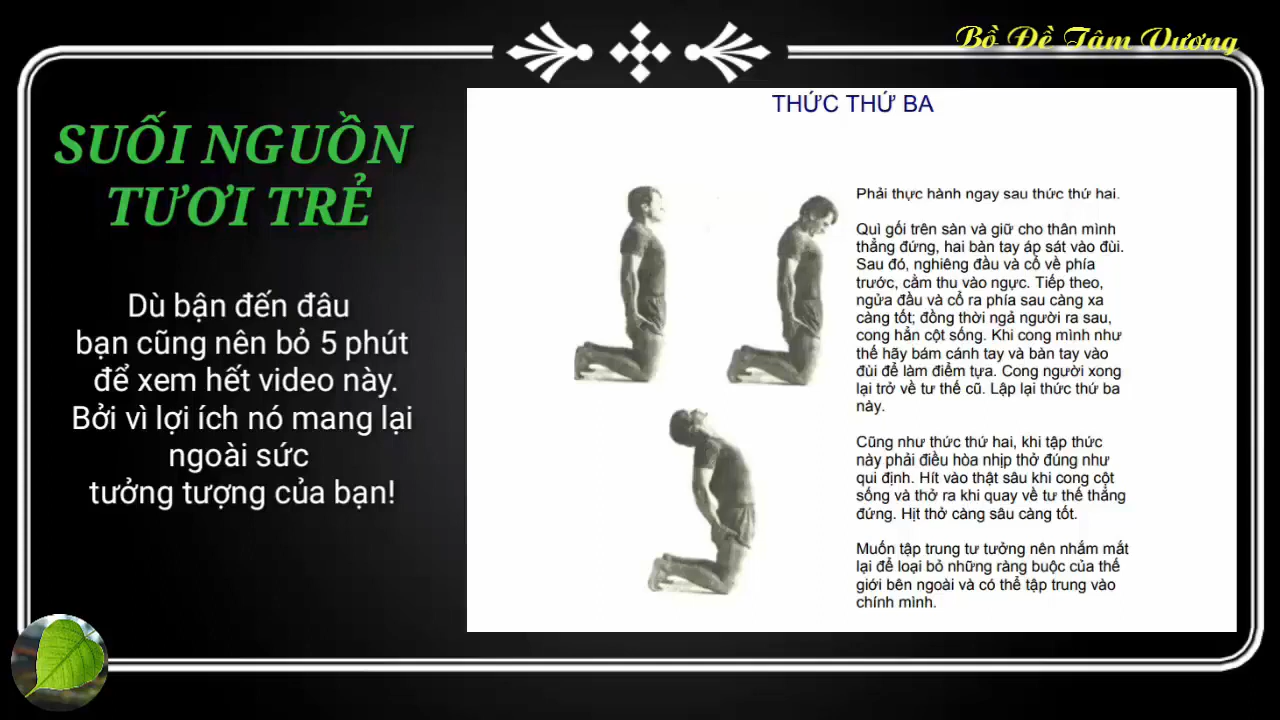 Bồ Đề Tâm Vương
SUỐI NGUỒN
TƯƠI TRẺ
Dù bận đến đâu
bạn cũng nên bỏ 5 phút
để xem hết video này.
Bởi vì lợi ích nó mang lại
ngoài sức
tưởng tượng của bạn!
THỨC THỨ BA
Phải thực hành ngay sau thức thứ hai.
Quì gối trên sàn và giữ cho thân mình
thẳng đứng, hai bàn tay áp sát vào đùi.
Sau đó, nghiêng đầu và cổ về phía
trước, cằm thu vào ngực. Tiếp theo,
ngửa đầu và cổ ra phía sau càng xa
càng tốt; đồng thời ngả người ra sau,
cong hẳn cột sống. Khi cong mình như
thế hãy bám cánh tay và bàn tay vào
đùi để làm điểm tựa. Cong người xong
lại trở về tư thế cũ. Lập lại thức thứ ba
này.
Cũng như thức thứ hai, khi tập thức
này phải điều hòa nhịp thở đúng như
qui định. Hít vào thật sâu khi cong cột
sống và thở ra khi quay về tư thế thẳng
đứng. Hịt thở càng sâu càng tốt.
Muốn tập trung tư tưởng nên nhắm mắt
lại để loại bỏ những ràng buộc của thế
giới bên ngoài và có thể tập trung vào
chính mình.